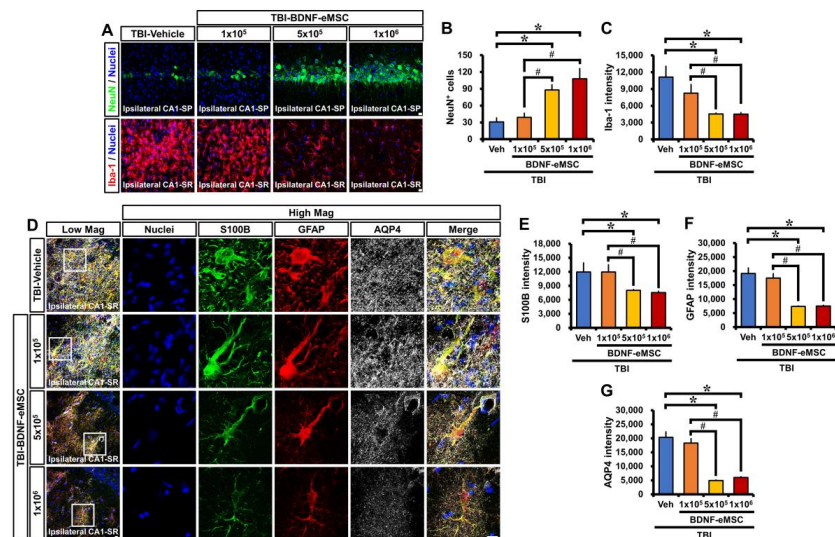 A
TBI-BDNF-eMSC
TBI-Vehicle 1x10⁵ 5x10⁵ 1x10⁶
NeuN / Nuclei
Ipsilateral CA1-SP Ipsilateral CA1-SP Ipsilateral CA1-SP Ipsilateral CA1-SP
Iba-1 / Nuclei
Ipsilateral CA1-SR Ipsilateral CA1-SR Ipsilateral CA1-SR Ipsilateral CA1-SR
B
NeuN⁺ cells
160
120
80
40
0
* * # #
Veh 1x10⁵ 5x10⁵ 1x10⁶
BDNF-eMSC
TBI
C
Iba-1 intensity
15,000
12,000
9,000
6,000
3,000
0
* * # #
Veh 1x10⁵ 5x10⁵ 1x10⁶
BDNF-eMSC
TBI
D
High Mag
Low Mag Nuclei S100B GFAP AQP4 Merge
TBI-Vehicle
Ipsilateral CA1-SR
TBI-BDNF-eMSC
1x10⁵
Ipsilateral CA1-SR
5x10⁵
Ipsilateral CA1-SR
1x10⁶
Ipsilateral CA1-SR
E
S100B intensity
18,000
15,000
12,000
9,000
6,000
3,000
0
* * # #
Veh 1x10⁵ 5x10⁵ 1x10⁶
BDNF-eMSC
TBI
F
GFAP intensity
30,000
25,000
20,000
15,000
10,000
5,000
0
* * # #
Veh 1x10⁵ 5x10⁵ 1x10⁶
BDNF-eMSC
TBI
G
AQP4 intensity
30,000
25,000
20,000
15,000
10,000
5,000
0
* * # #
Veh 1x10⁵ 5x10⁵ 1x10⁶
BDNF-eMSC
TBI